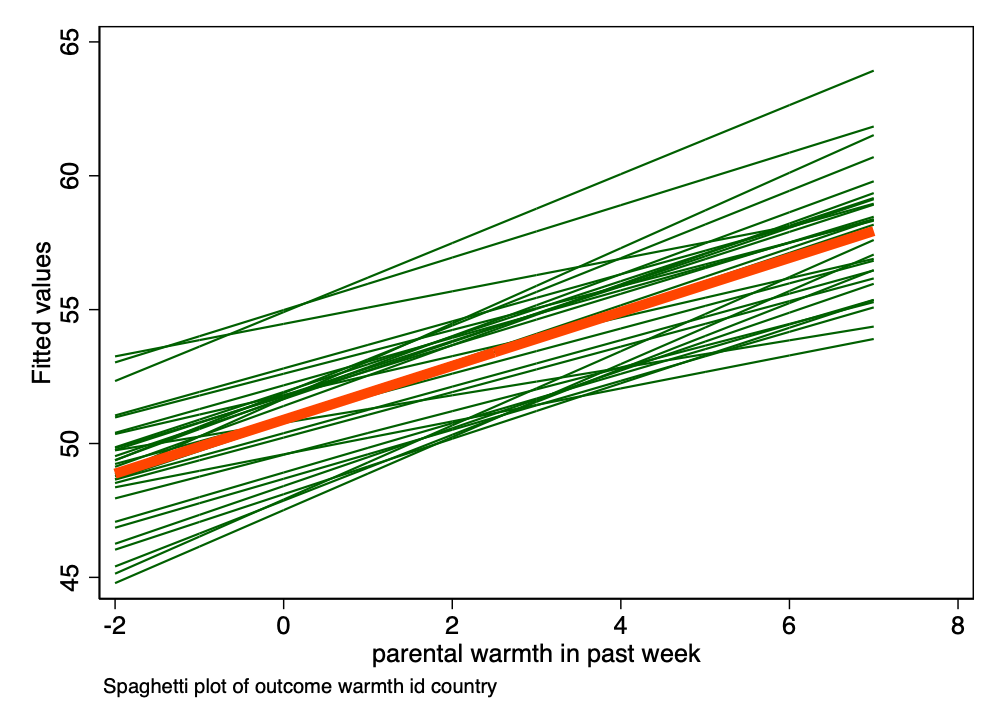 65
60
55
50
45
Fitted values
-2 0 2 4 6 8
parental warmth in past week
Spaghetti plot of outcome warmth id country